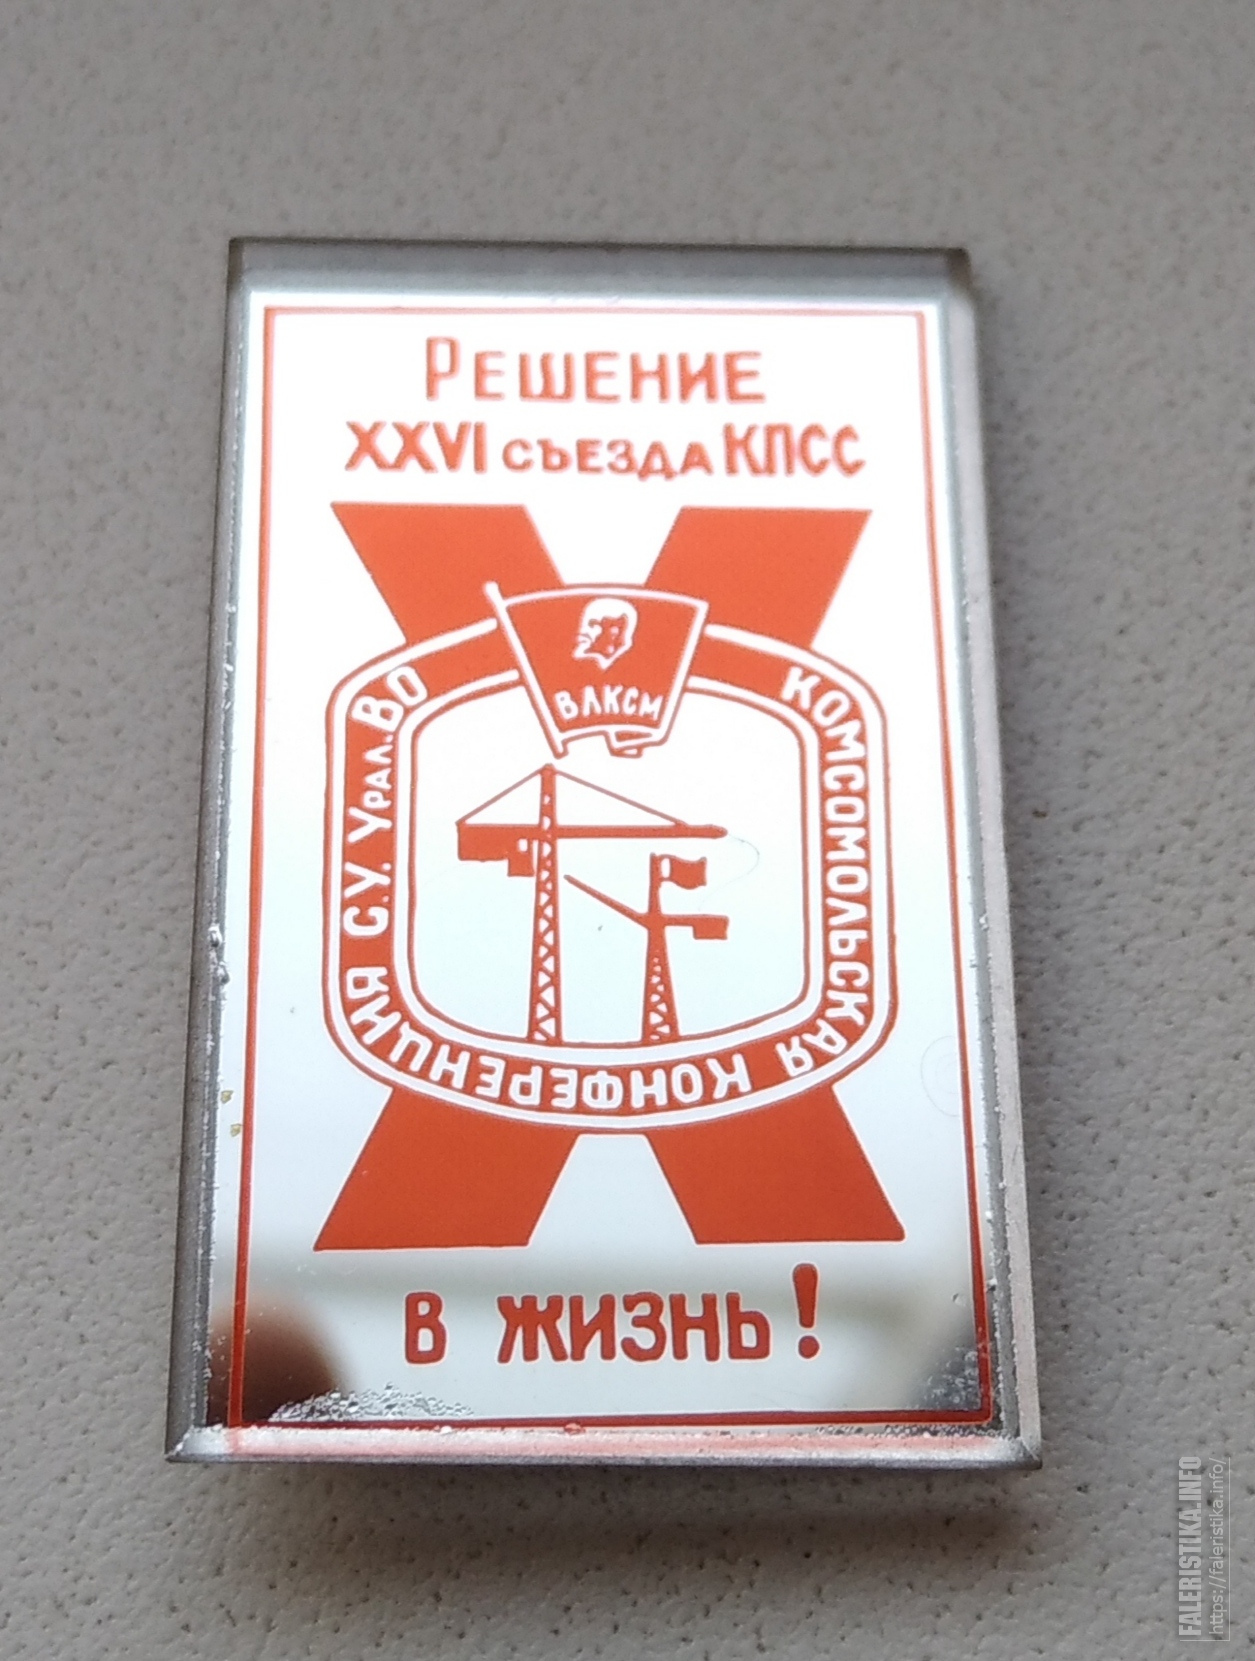 Решение
XXVI съезда КПСС
X
ВЛКСМ
КОМСОМОЛЬСКАЯ КОНФЕРЕНЦИЯ С.У. Урал.ВО
В ЖИЗНЬ!
FALERISTIKA.INFO
https://faleristika.info/